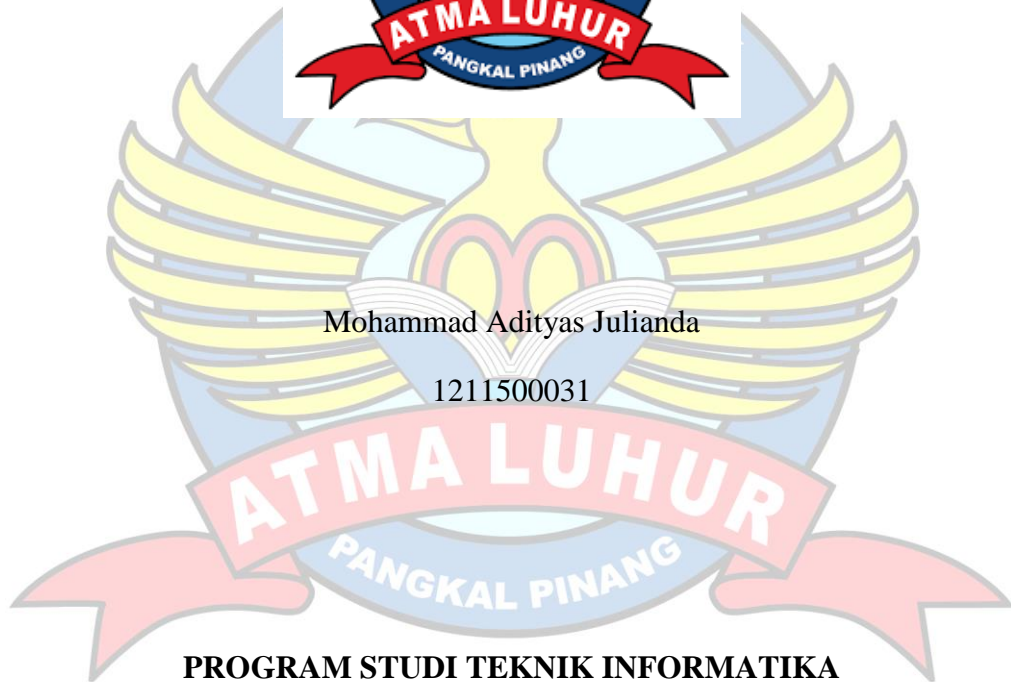 ATMA LUHUR
PANGKAL PINANG
Mohammad Adityas Julianda
1211500031
ATMA LUHUR
PANGKAL PINANG
PROGRAM STUDI TEKNIK INFORMATIKA